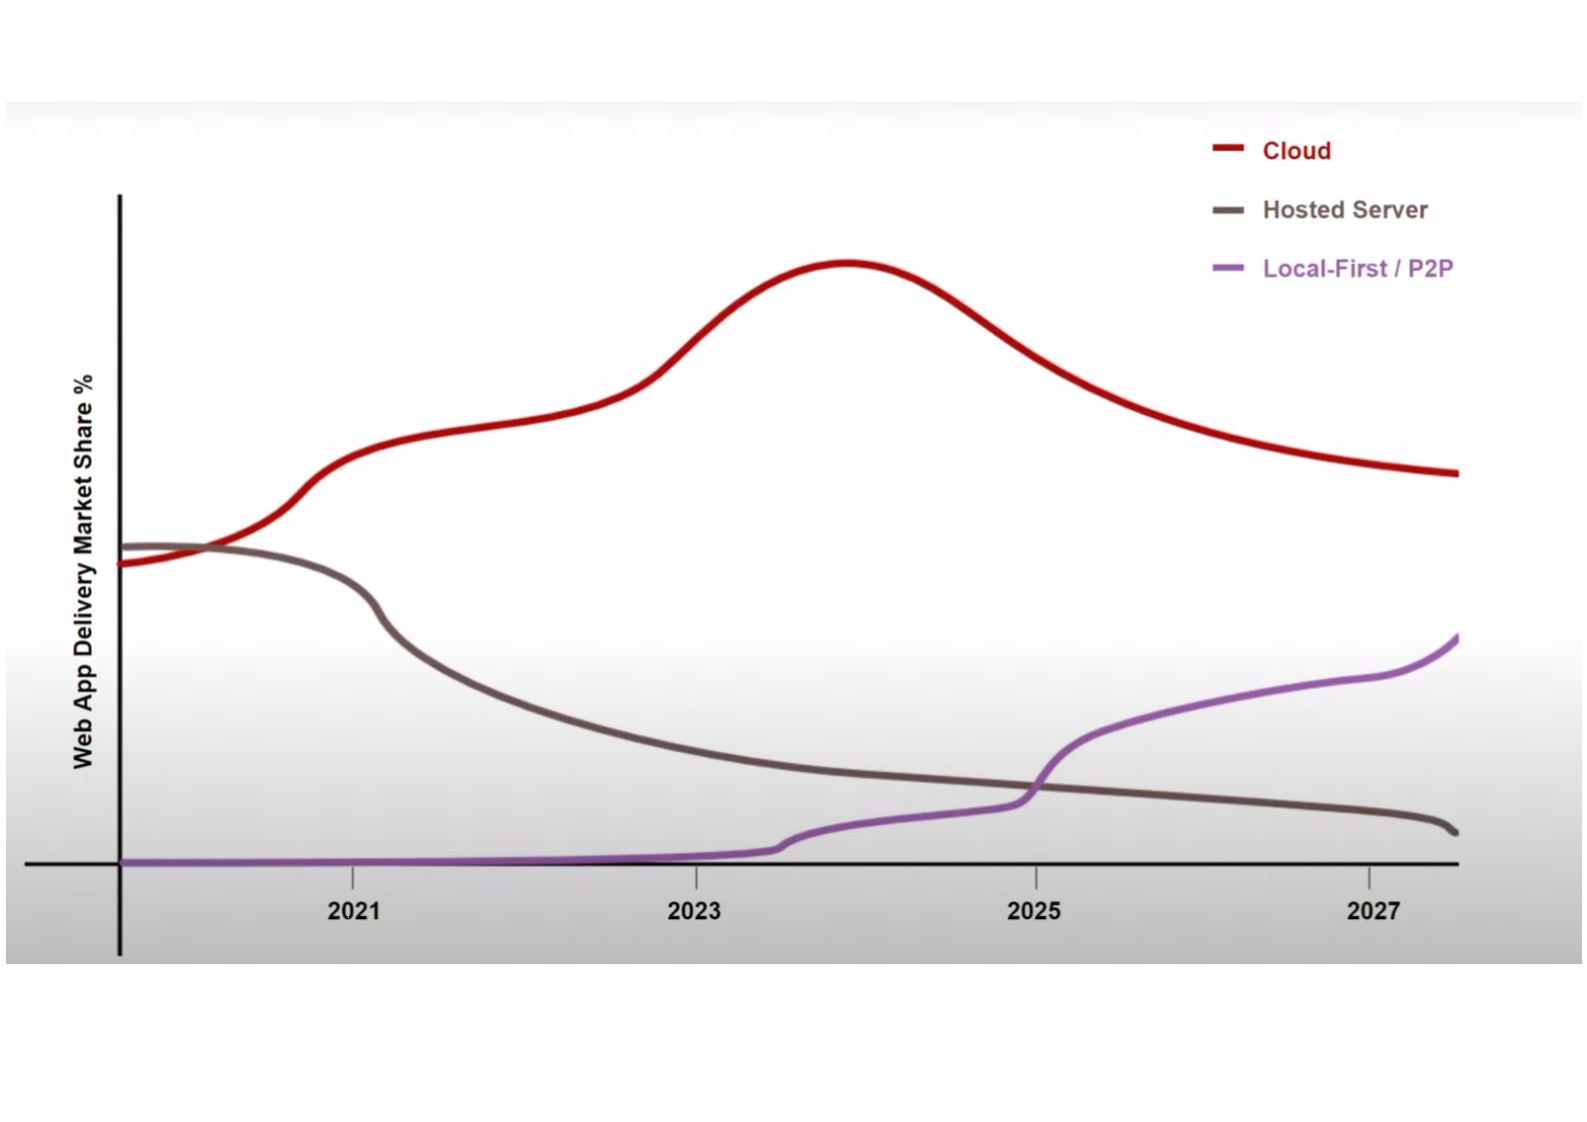 Cloud
Hosted Server
Local-First / P2P
Web App Delivery Market Share %
2021
2023
2025
2027